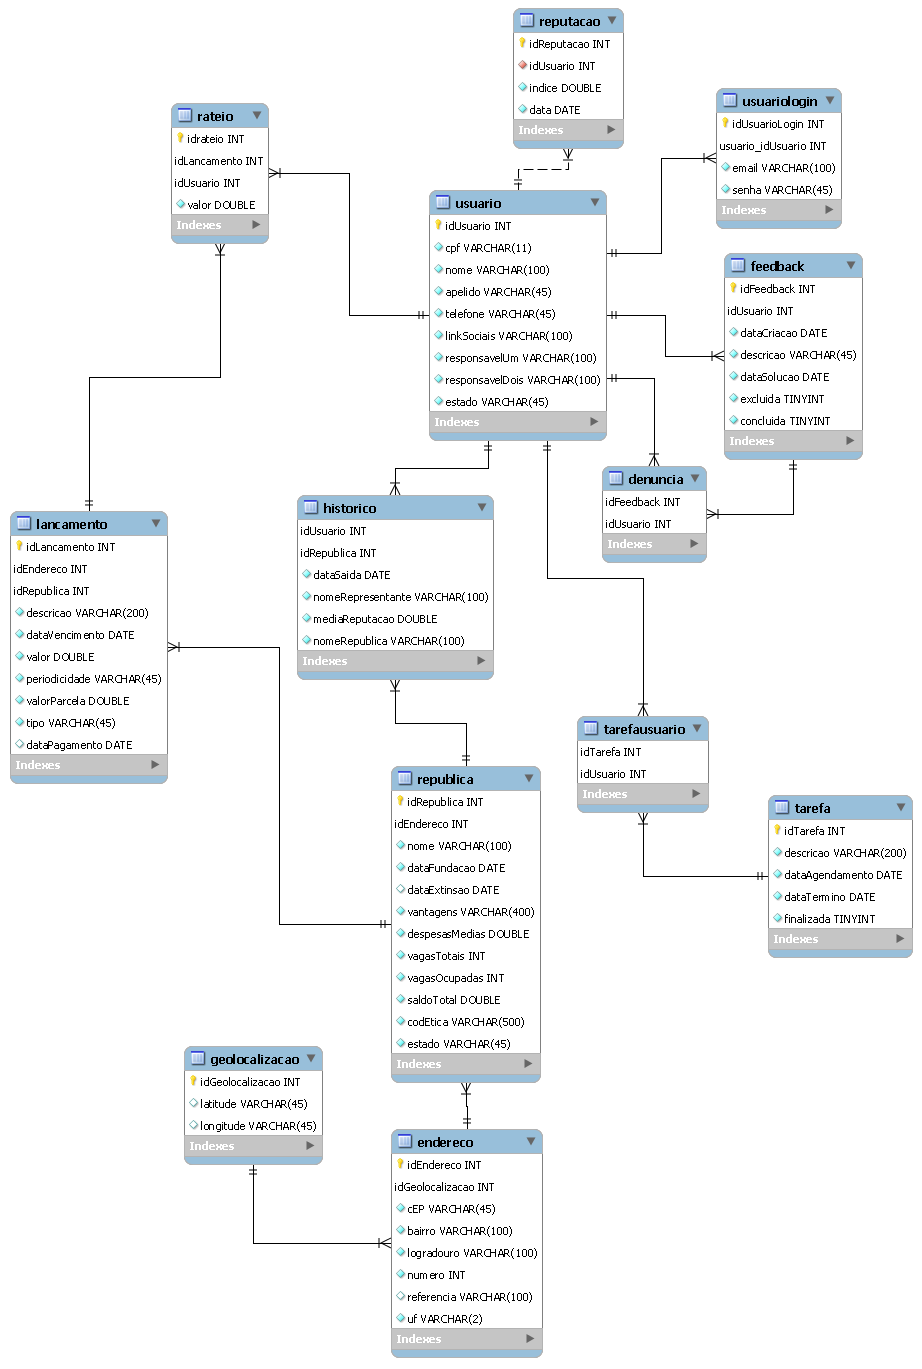 reputacao
idReputacao INT
idUsuario INT
indice DOUBLE
data DATE
Indexes
rateio
idrateio INT
idLancamento INT
idUsuario INT
valor DOUBLE
Indexes
usuariologin
idUsuarioLogin INT
usuario_idUsuario INT
email VARCHAR(100)
senha VARCHAR(45)
Indexes
usuario
idUsuario INT
cpf VARCHAR(11)
nome VARCHAR(100)
apelido VARCHAR(45)
telefone VARCHAR(45)
linkSociais VARCHAR(100)
responsavelUm VARCHAR(100)
responsavelDois VARCHAR(100)
estado VARCHAR(45)
Indexes
feedback
idFeedback INT
idUsuario INT
dataCriacao DATE
descricao VARCHAR(45)
dataSolucao DATE
excluida TINYINT
concluida TINYINT
Indexes
denuncia
idFeedback INT
idUsuario INT
Indexes
historico
idUsuario INT
idRepublica INT
dataSaida DATE
nomeRepresentante VARCHAR(100)
mediaReputacao DOUBLE
nomeRepublica VARCHAR(100)
Indexes
lancamento
idLancamento INT
idEndereco INT
idRepublica INT
descricao VARCHAR(200)
dataVencimento DATE
valor DOUBLE
periodicidade VARCHAR(45)
valorParcela DOUBLE
tipo VARCHAR(45)
dataPagamento DATE
Indexes
tarefausuario
idTarefa INT
idUsuario INT
Indexes
republica
idRepublica INT
idEndereco INT
nome VARCHAR(100)
dataFundacao DATE
dataExtinsao DATE
vantagens VARCHAR(400)
despesasMedias DOUBLE
vagasTotais INT
vagasOcupadas INT
saldoTotal DOUBLE
codEtica VARCHAR(500)
estado VARCHAR(45)
Indexes
tarefa
idTarefa INT
descricao VARCHAR(200)
dataAgendamento DATE
dataTermino DATE
finalizada TINYINT
Indexes
geolocalizacao
idGeolocalizacao INT
latitude VARCHAR(45)
longitude VARCHAR(45)
Indexes
endereco
idEndereco INT
idGeolocalizacao INT
cEP VARCHAR(45)
bairro VARCHAR(100)
logradouro VARCHAR(100)
numero INT
referencia VARCHAR(100)
uf VARCHAR(2)
Indexes